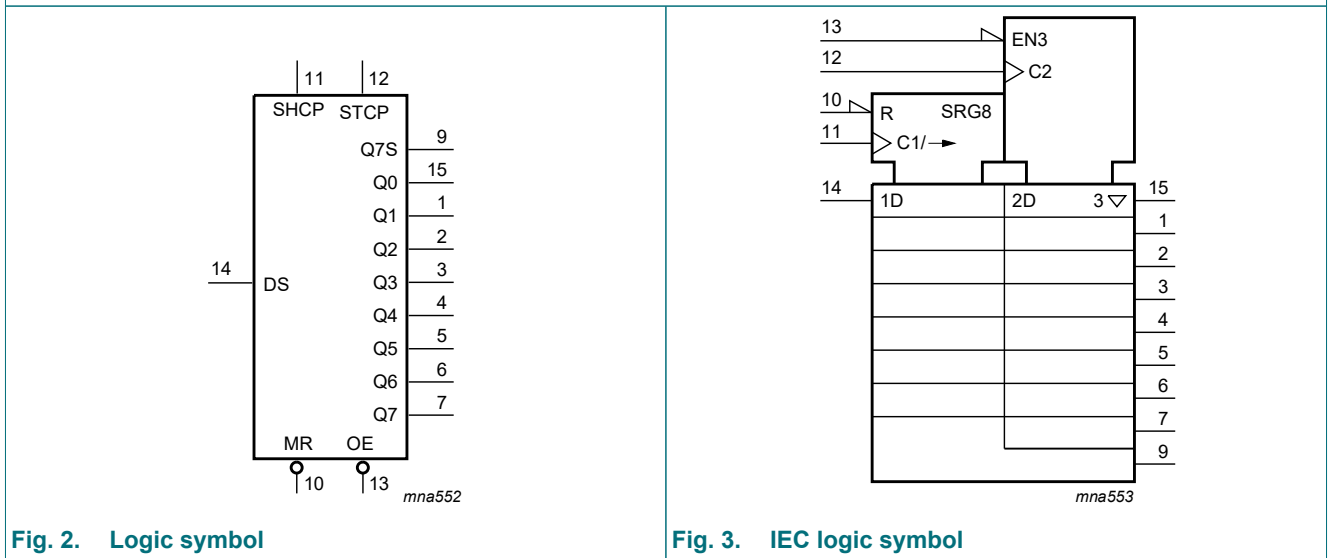 11 12
SHCP STCP
Q7S 9
Q0 15
Q1 1
Q2 2
14 DS Q3 3
Q4 4
Q5 5
Q6 6
Q7 7
MR OE
10 13
mna552
Fig. 2. Logic symbol
13 EN3
12 C2
10 R SRG8
11 C1/
14 1D 2D 3 15
1
2
3
4
5
6
7
9
mna553
Fig. 3. IEC logic symbol